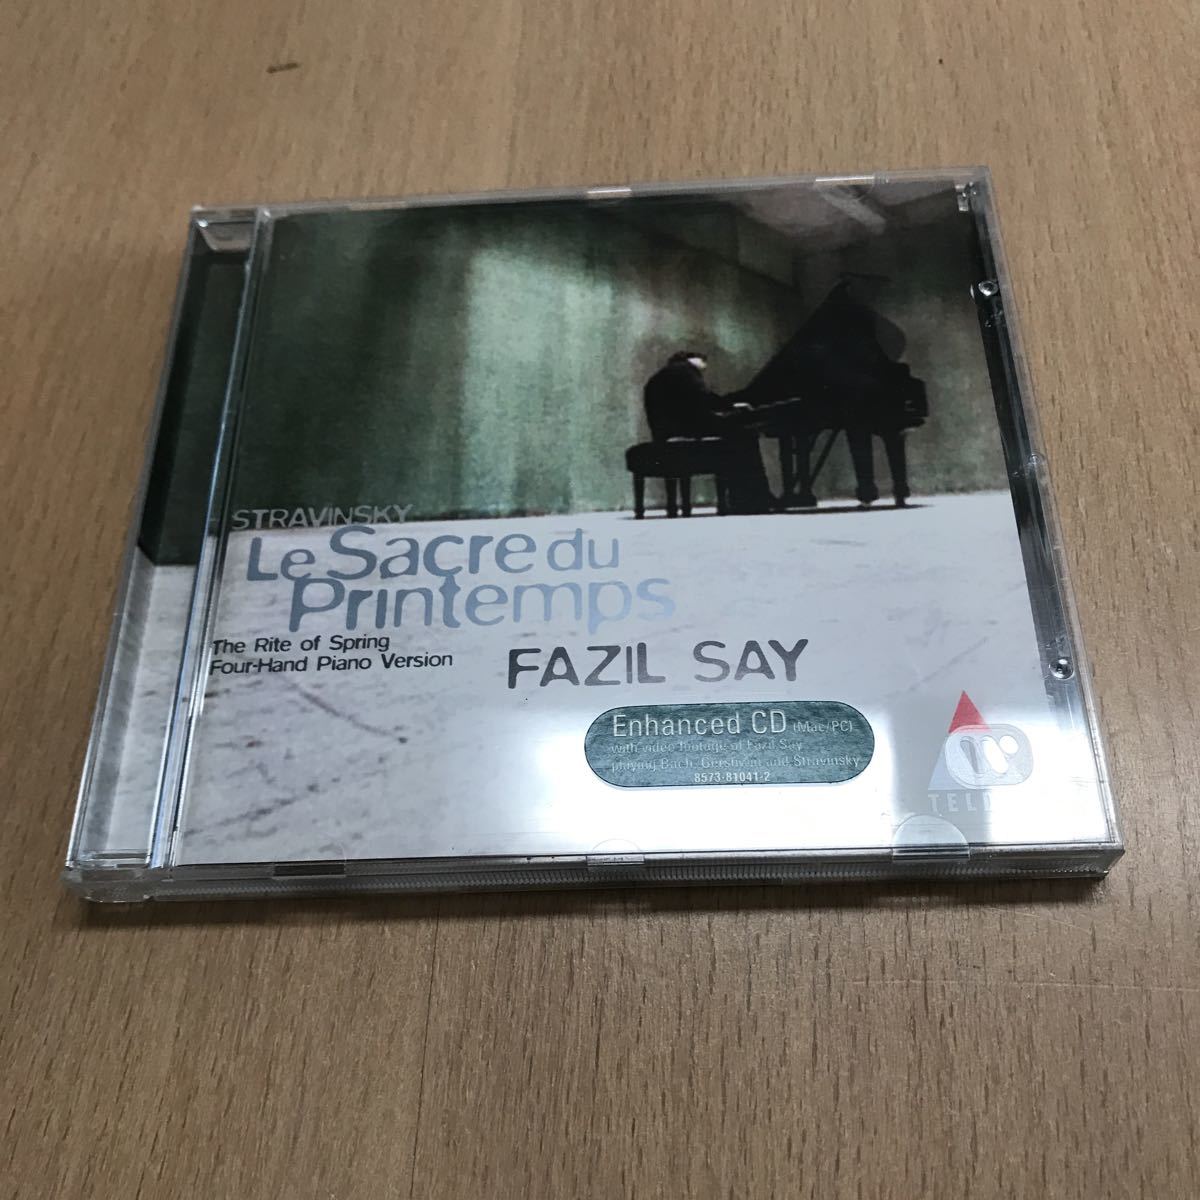 STRAVINSKY
Le Sacre du
Printemps
The Rite of Spring
Four-Hand Piano Version
FAZIL SAY
Enhanced CD (Mac/PC)
with video footage of Fazil Say
playing Bach, Gershwin and Stravinsky
8573-81041-2